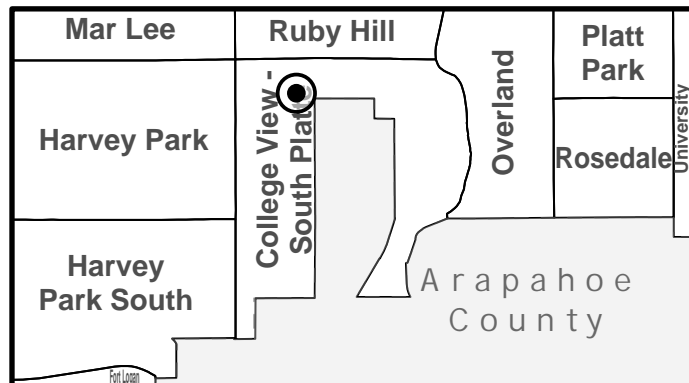 Mar Lee
Ruby Hill
Platt
Park
Harvey Park
College View -
South Platte
Overland
Rosedale
University
Harvey
Park South
Arapahoe
County
Fort Logan